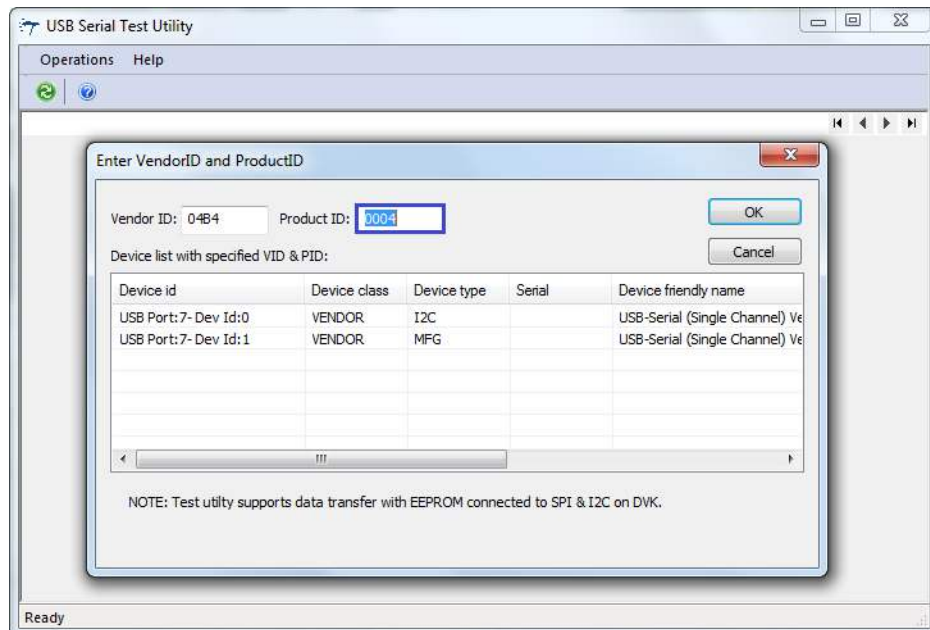 USB Serial Test Utility
Operations Help
Enter VendorID and ProductID
Vendor ID: 04B4 Product ID: 0004 OK
Device list with specified VID & PID: Cancel
Device id Device class Device type Serial Device friendly name
USB Port:7- Dev Id:0 VENDOR I2C USB-Serial (Single Channel) Ve
USB Port:7- Dev Id:1 VENDOR MFG USB-Serial (Single Channel) Ve
NOTE: Test utilty supports data transfer with EEPROM connected to SPI & I2C on DVK.
Ready